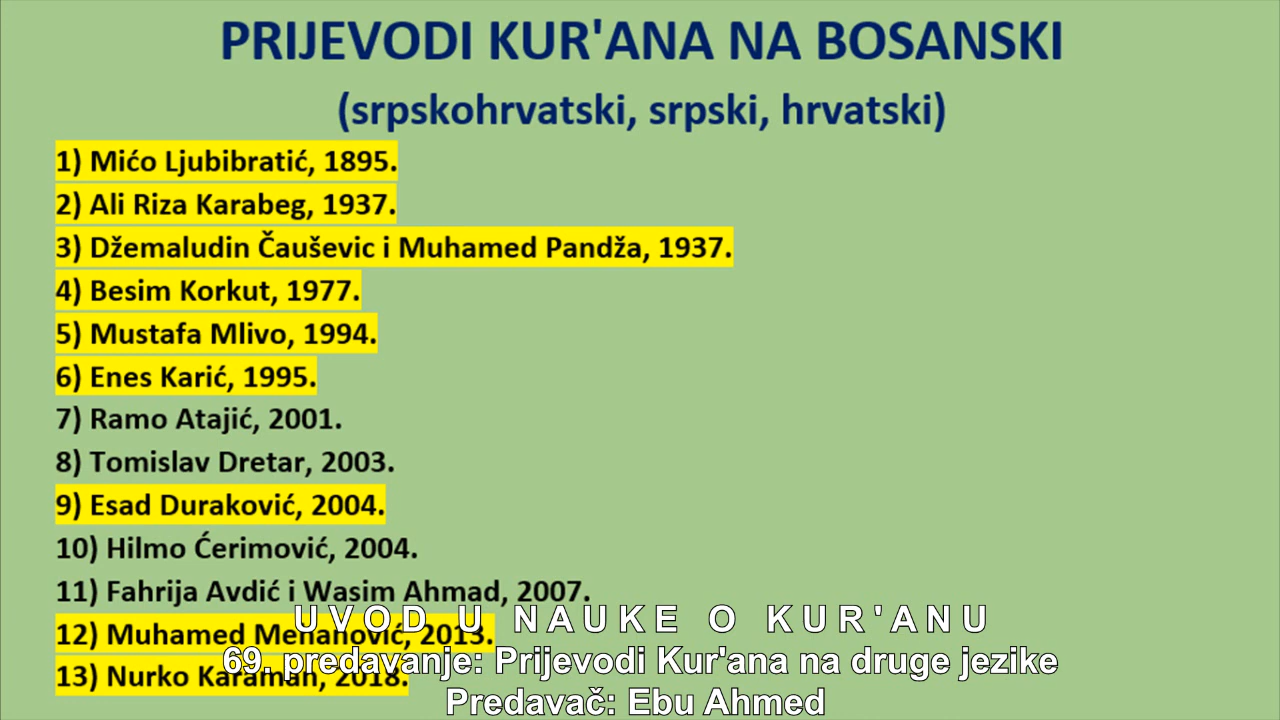 PRIJEVODI KUR'ANA NA BOSANSKI
(srpskohrvatski, srpski, hrvatski)
1) Mićo Ljubibratić, 1895.
2) Ali Riza Karabeg, 1937.
3) Džemaludin Čauševic i Muhamed Pandža, 1937.
4) Besim Korkut, 1977.
5) Mustafa Mlivo, 1994.
6) Enes Karić, 1995.
7) Ramo Atajić, 2001.
8) Tomislav Dretar, 2003.
9) Esad Duraković, 2004.
10) Hilmo Ćerimović, 2004.
11) Fahrija Avdić i Wasim Ahmad, 2007.
UVOD U NAUKE O KUR'ANU
12) Muhamed Mehanović, 2013.
69. predavanje: Prijevodi Kur'ana na druge jezike
13) Nurko Karaman, 2018.
Predavač: Ebu Ahmed